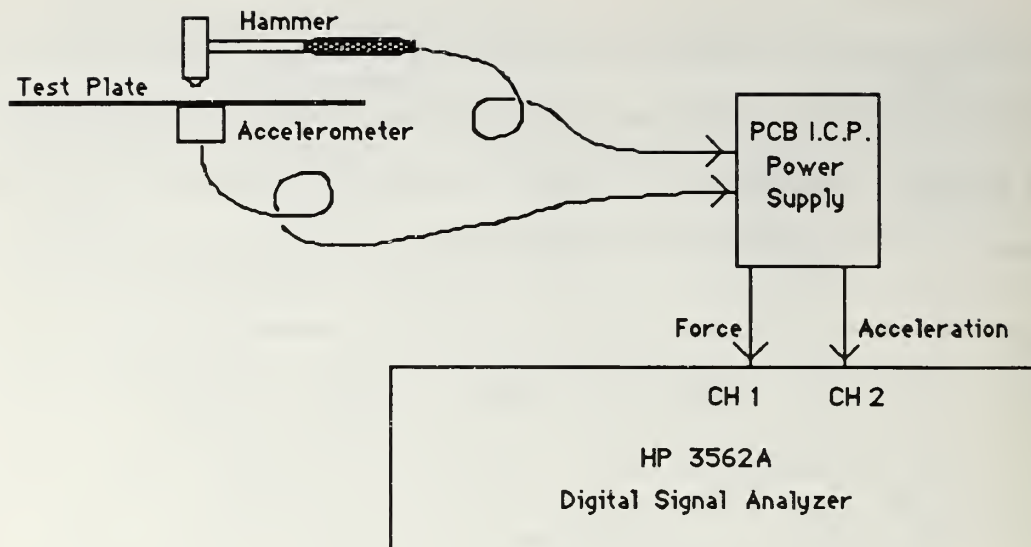 Hammer
Test Plate
Accelerometer
PCB I.C.P.
Power
Supply
Force
Acceleration
CH 1
CH 2
HP 3562A
Digital Signal Analyzer